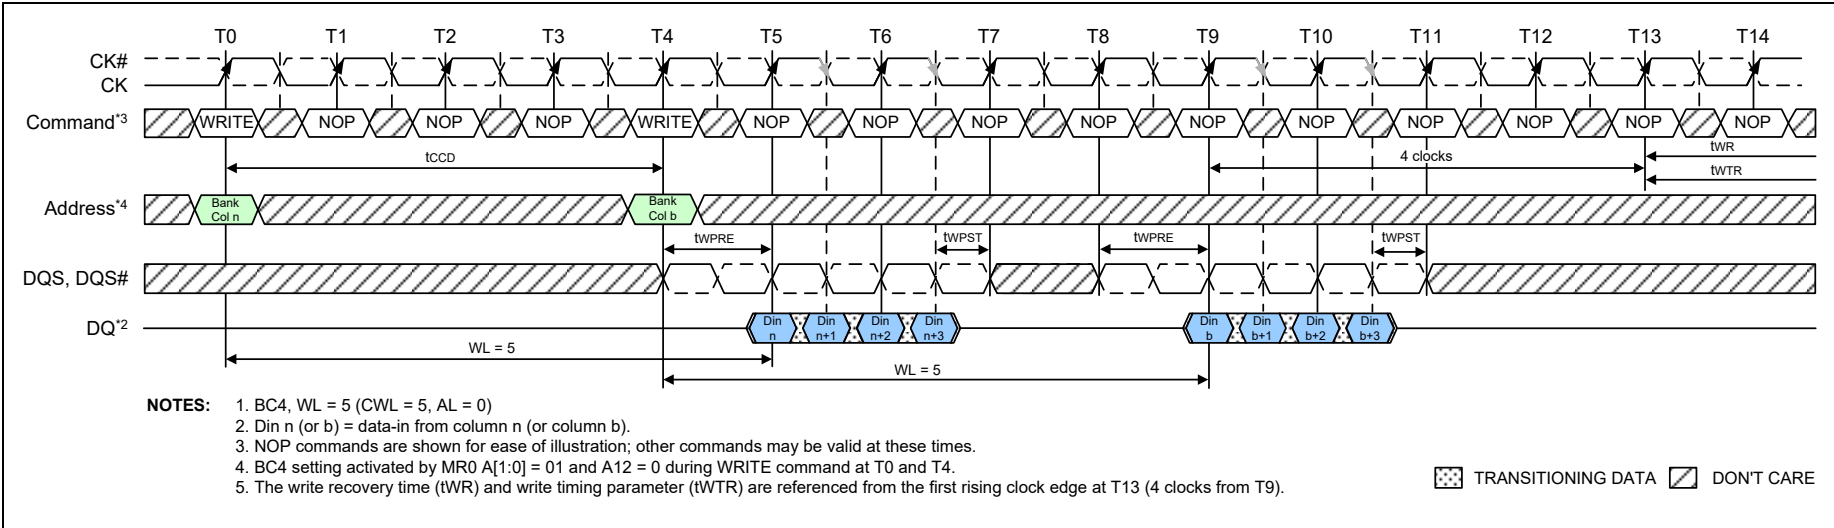 T0 T1 T2 T3 T4 T5 T6 T7 T8 T9 T10 T11 T12 T13 T14
CK#
CK
Command*3 WRITE NOP NOP NOP WRITE NOP NOP NOP NOP NOP NOP NOP NOP NOP NOP
tCCD 4 clocks tWR
tWTR
Address*4 Bank Col n Bank Col b
tWPRE tWPST tWPRE tWPST
DQS, DQS#
DQ*2 Din n Din n+1 Din n+2 Din n+3 Din b Din b+1 Din b+2 Din b+3
WL = 5
WL = 5
NOTES: 1. BC4, WL = 5 (CWL = 5, AL = 0)
2. Din n (or b) = data-in from column n (or column b).
3. NOP commands are shown for ease of illustration; other commands may be valid at these times.
4. BC4 setting activated by MR0 A[1:0] = 01 and A12 = 0 during WRITE command at T0 and T4.
5. The write recovery time (tWR) and write timing parameter (tWTR) are referenced from the first rising clock edge at T13 (4 clocks from T9).
TRANSITIONING DATA DON'T CARE